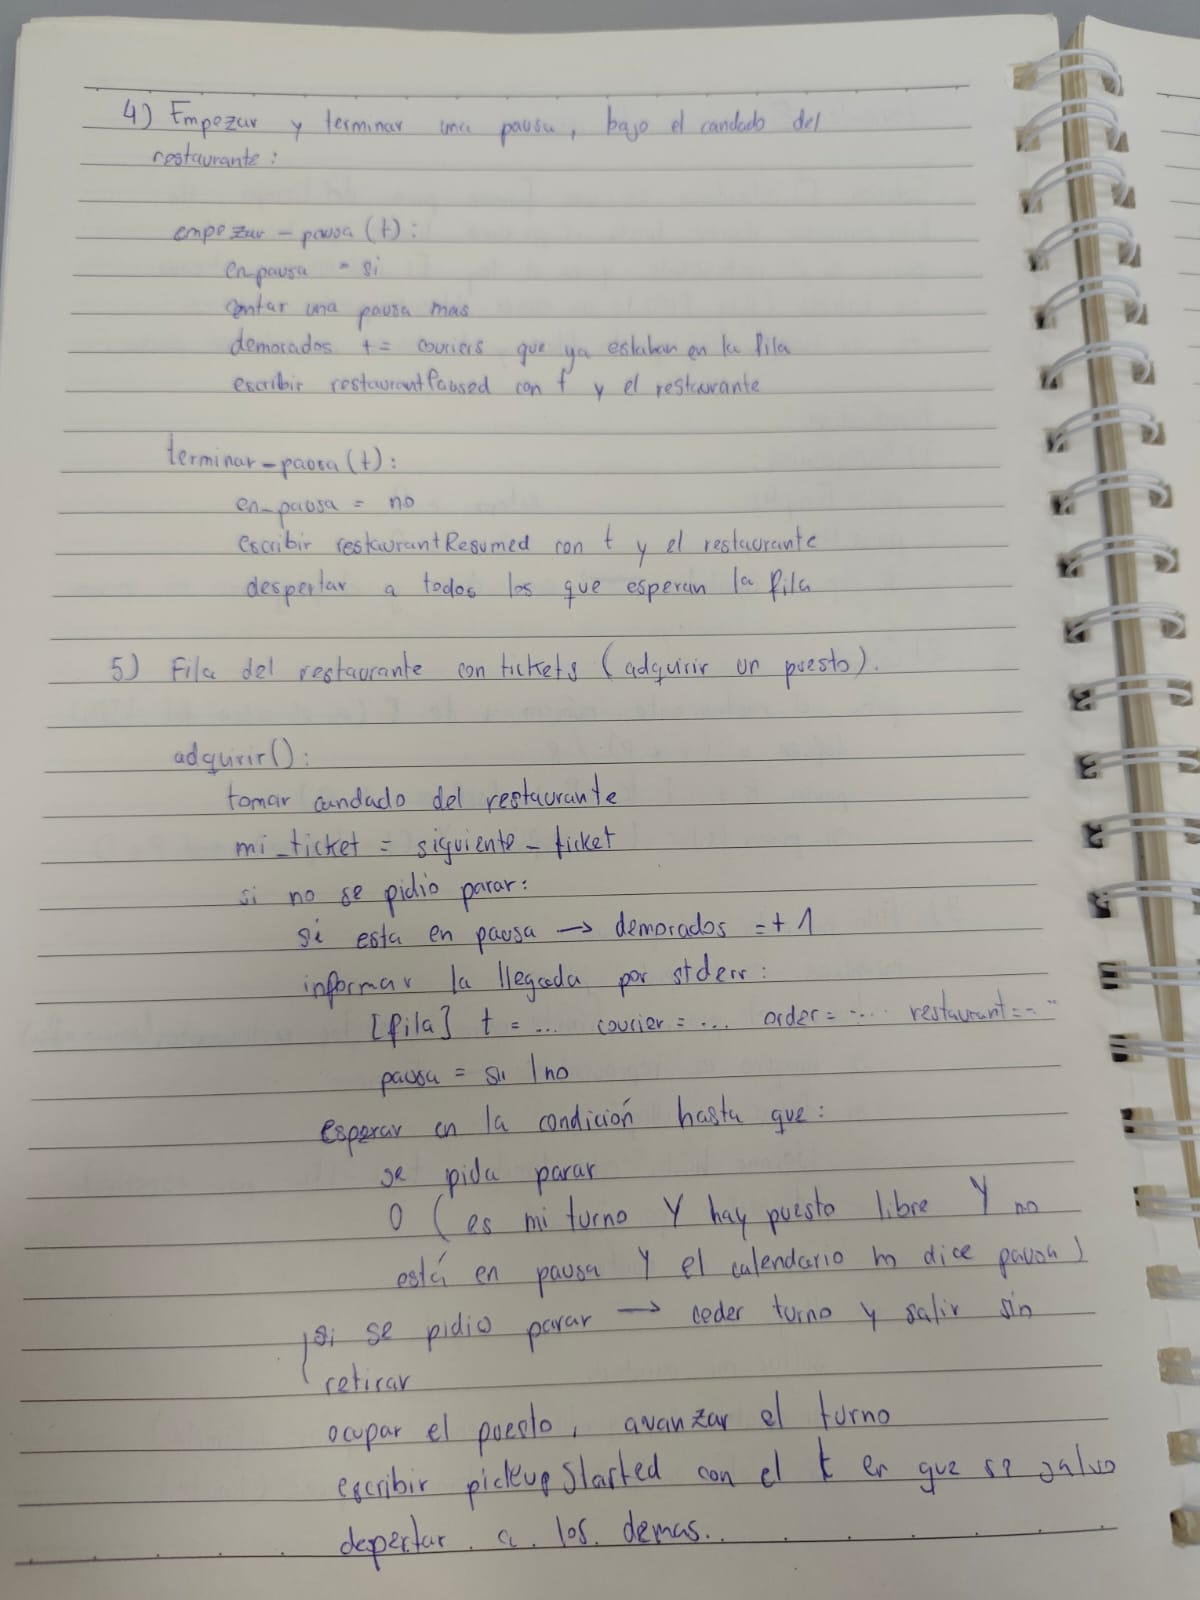 4) Empezar y terminar una pausa, bajo el candado del
restaurante:
empezar-pausa(t):
en-pausa = si
contar una pausa mas
demorados += couriers que ya estaban en la fila
escribir restaurantPaused con t y el restaurante
terminar-pausa(t):
en-pausa = no
escribir restaurantResumed con t y el restaurante
despertar a todos los que esperan la fila
5) Fila del restaurante con tickets (adquirir un puesto).
adquirir():
tomar candado del restaurante
mi_ticket = siguiente-ticket
si no se pidio parar:
si esta en pausa → demorados =+ 1
informar la llegada por stderr:
[fila] t = ... courier = ... order= .... restaurant=--"
pausa = si /no
esperar en la condición hasta que:
se pida parar
O (es mi turno Y hay puesto libre Y no
está en pausa Y el calendario dice pausa)
si se pidio parar → ceder turno y salir sin
retirar
ocupar el puesto, avanzar el turno
escribir pickupStarted con el t en que se
depertar a los demas.